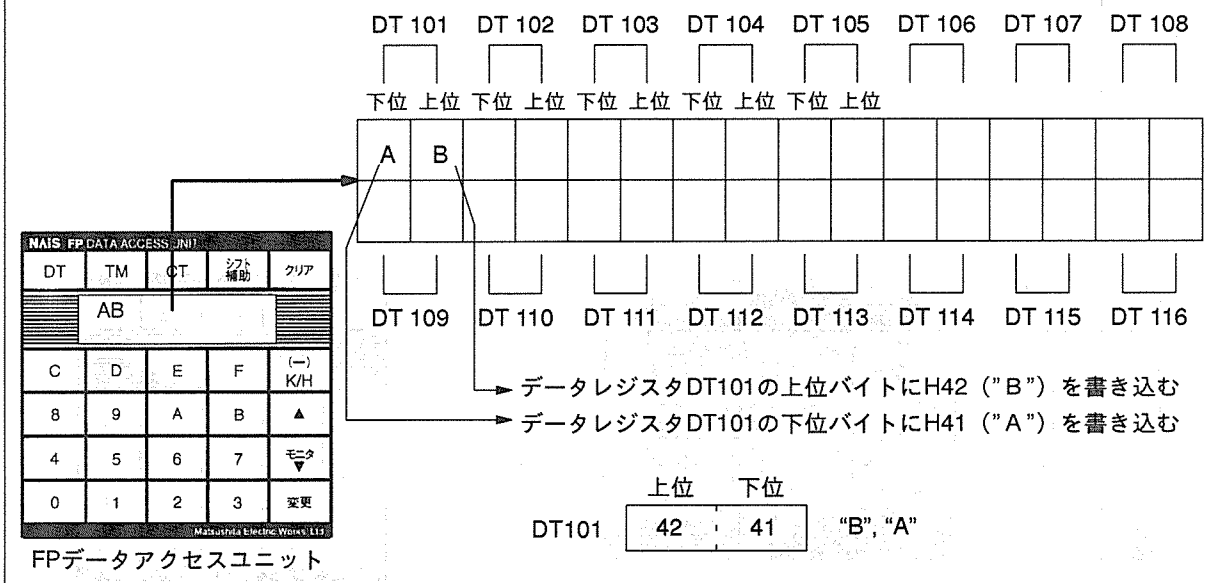 DT 101 DT 102 DT 103 DT 104 DT 105 DT 106 DT 107 DT 108
下位 上位 下位 上位 下位 上位 下位 上位 下位 上位
A B
NAIS FP DATA ACCESS UNIT
DT TM CT シフト補助 クリア
AB
DT 109 DT 110 DT 111 DT 112 DT 113 DT 114 DT 115 DT 116
C D E F (—) K/H
データレジスタDT101の上位バイトにH42（"B"）を書き込む
8 9 A B ▲
データレジスタDT101の下位バイトにH41（"A"）を書き込む
4 5 6 7 モニタ ▼
0 1 2 3 変更
上位 下位
DT101 42 41 “B”, “A”
Matsushita Electric Works, Ltd
FPデータアクセスユニット